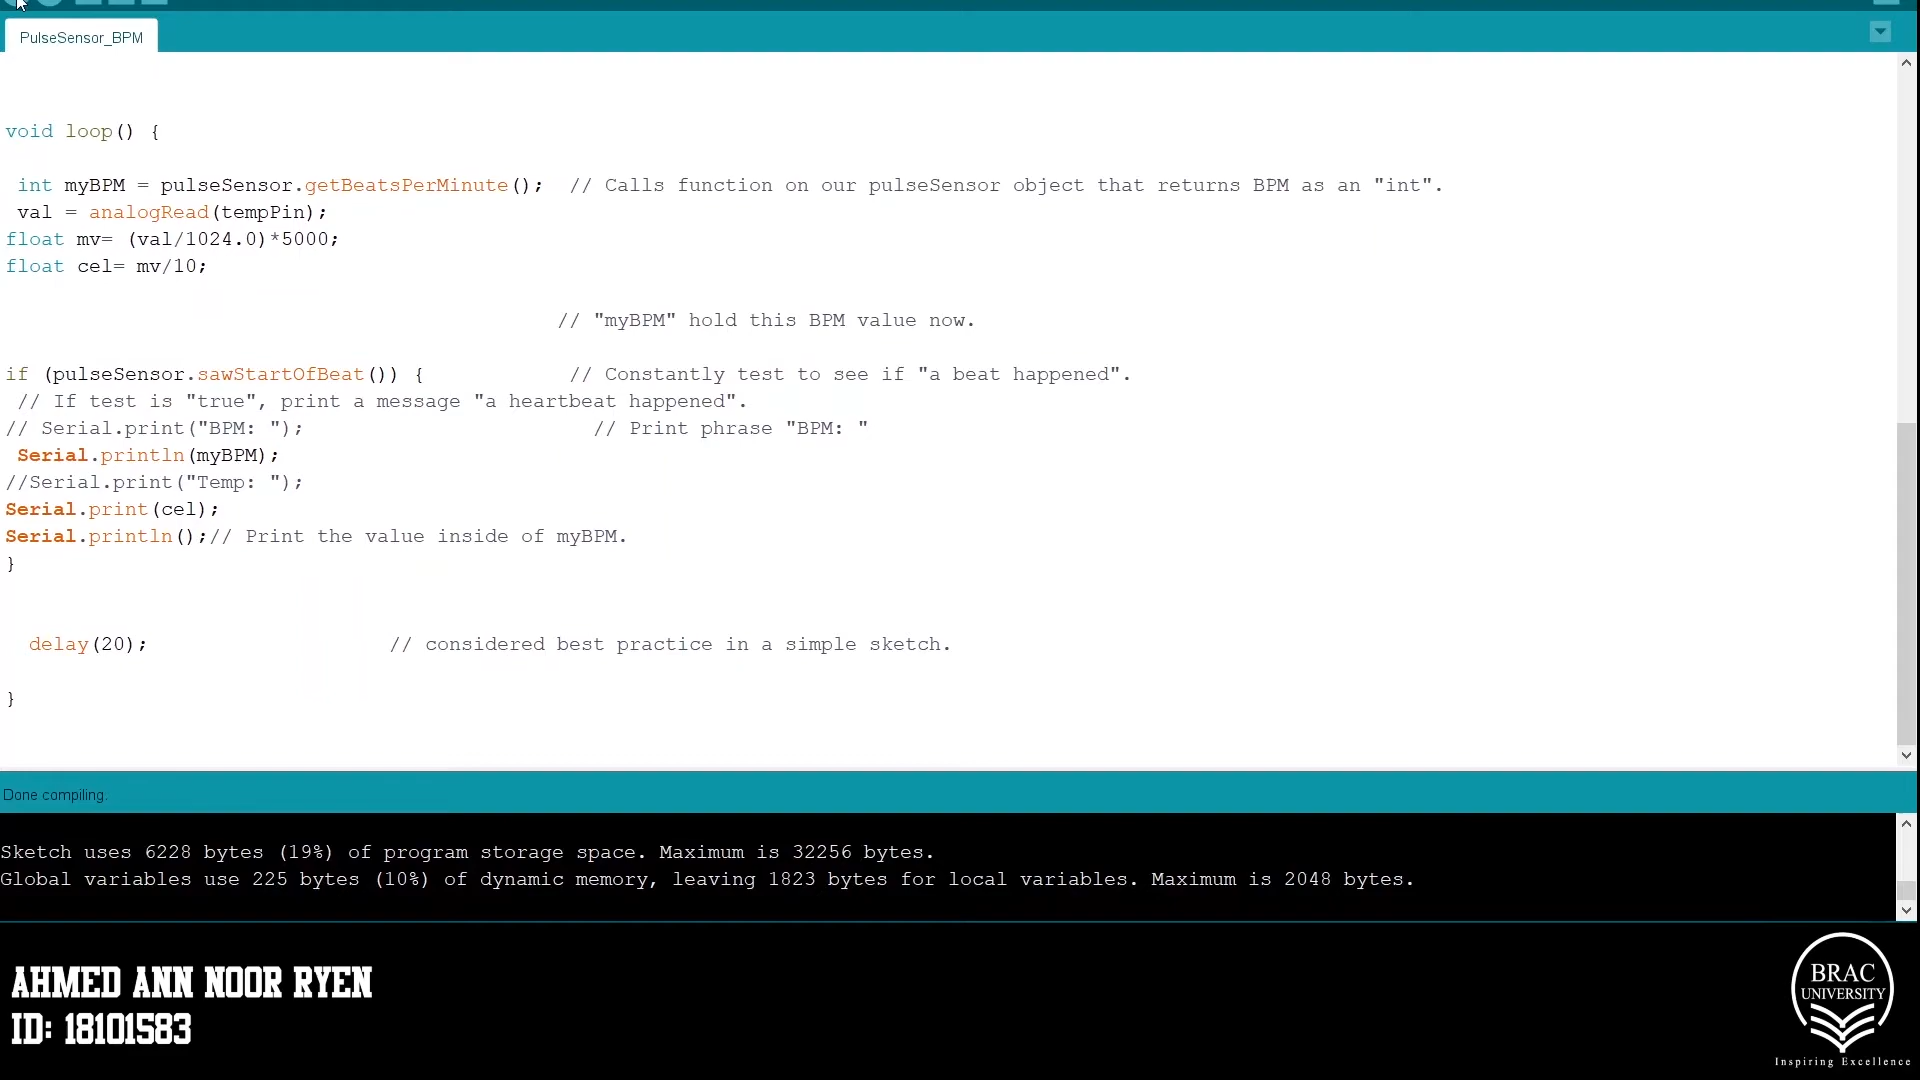 PulseSensor_BPM
void loop() {
int myBPM = pulseSensor.getBeatsPerMinute(); // Calls function on our pulseSensor object that returns BPM as an "int".
val = analogRead(tempPin);
float mv= (val/1024.0)*5000;
float cel= mv/10;
// "myBPM" hold this BPM value now.
if (pulseSensor.sawStartOfBeat()) { // Constantly test to see if "a beat happened".
// If test is "true", print a message "a heartbeat happened".
// Serial.print("BPM: "); // Print phrase "BPM: "
Serial.println(myBPM);
//Serial.print("Temp: ");
Serial.print(cel);
Serial.println();// Print the value inside of myBPM.
}
delay(20); // considered best practice in a simple sketch.
}
Done compiling.
Sketch uses 6228 bytes (19%) of program storage space. Maximum is 32256 bytes.
Global variables use 225 bytes (10%) of dynamic memory, leaving 1823 bytes for local variables. Maximum is 2048 bytes.
AHMED ANN NOOR RYEN
ID: 18101583
BRAC
UNIVERSITY
Inspiring Excellence